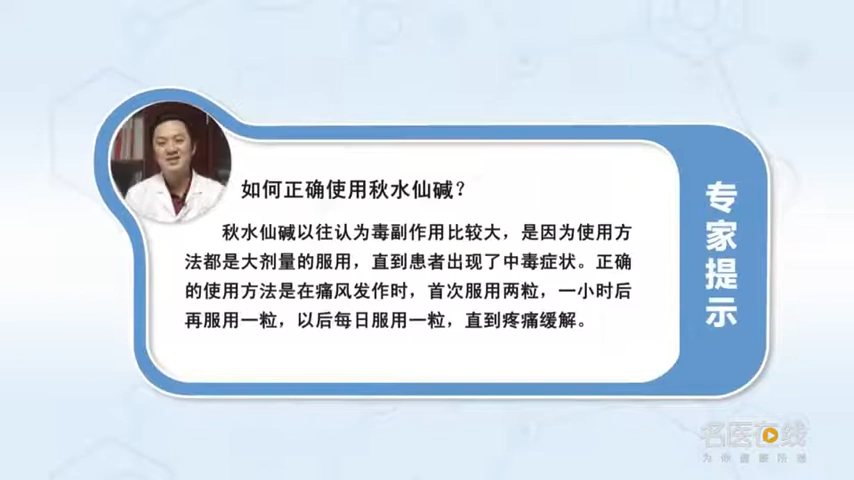 如何正确使用秋水仙碱？
秋水仙碱以往认为毒副作用比较大，是因为使用方
法都是大剂量的服用，直到患者出现了中毒症状。正确
的使用方法是在痛风发作时，首次服用两粒，一小时后
再服用一粒，以后每日服用一粒，直到疼痛缓解。
专家提示
名医在线